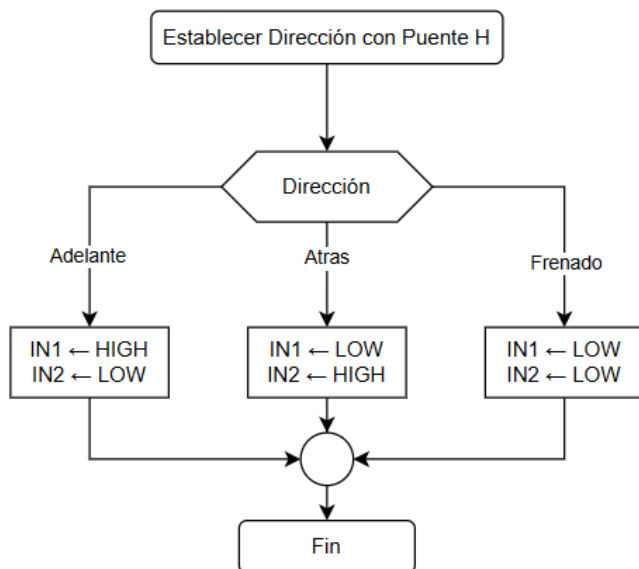 Establecer Dirección con Puente H
Dirección
Adelante
Atras
Frenado
IN1 ← HIGH
IN2 ← LOW
IN1 ← LOW
IN2 ← HIGH
IN1 ← LOW
IN2 ← LOW
Fin